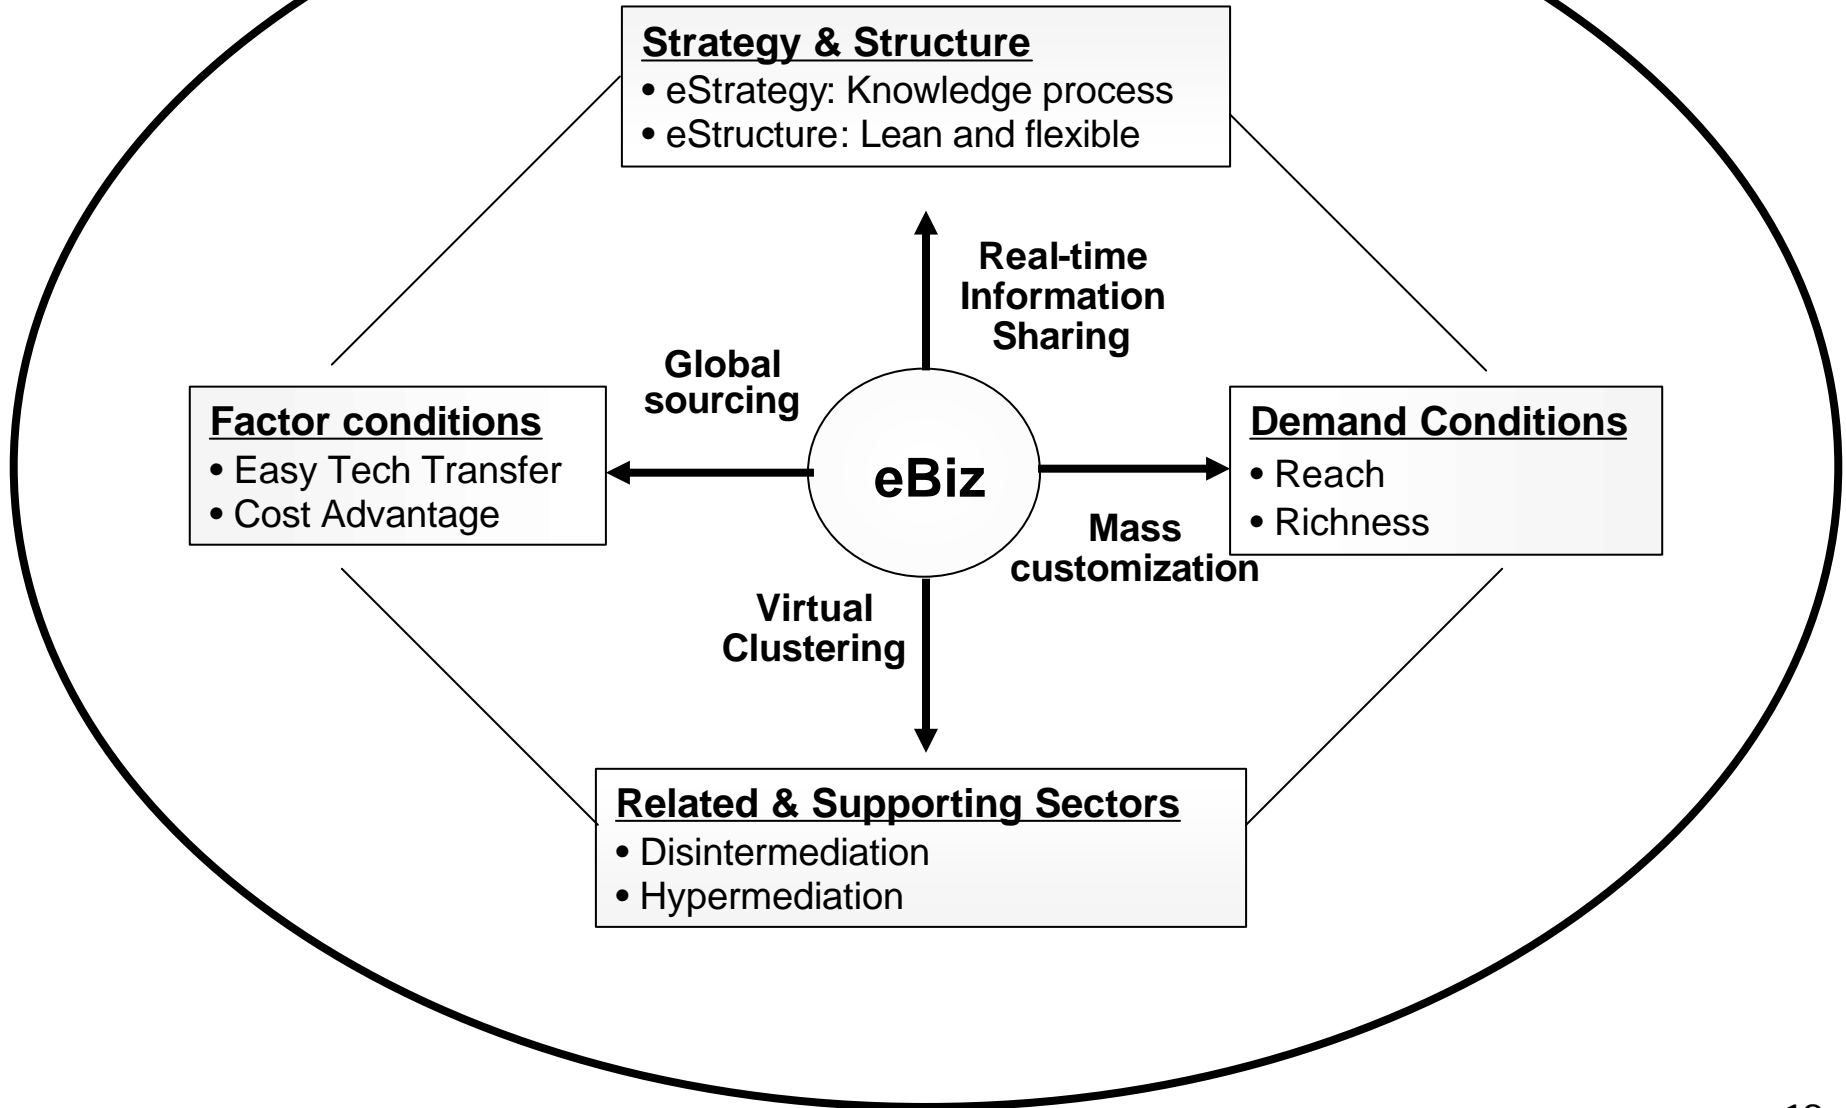 Strategy & Structure
• eStrategy: Knowledge process
• eStructure: Lean and flexible
Real-time
Information
Sharing
Global
sourcing
Factor conditions
• Easy Tech Transfer
• Cost Advantage
eBiz
Demand Conditions
• Reach
• Richness
Mass
customization
Virtual
Clustering
Related & Supporting Sectors
• Disintermediation
• Hypermediation